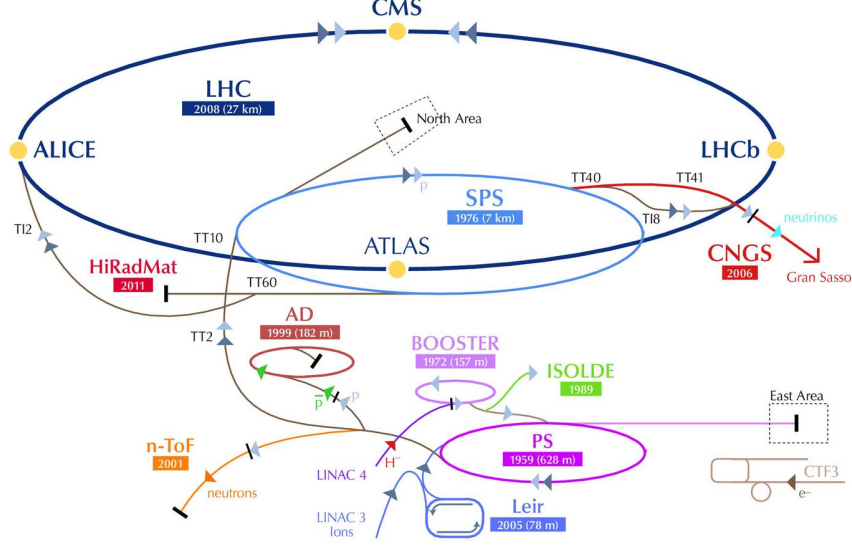 CMS
LHC
2008 (27 km)
North Area
ALICE
LHCb
TT40
TT41
p
SPS
1976 (7 km)
TI8
neutrinos
TI2
TT10
ATLAS
CNGS
2006
HiRadMat
2011
TT60
Gran Sasso
AD
1999 (182 m)
TT2
BOOSTER
1972 (157 m)
ISOLDE
1989
p
p
East Area
n-ToF
2001
PS
1959 (628 m)
H−
LINAC 4
neutrons
CTF3
e−
LINAC 3
Ions
Leir
2005 (78 m)